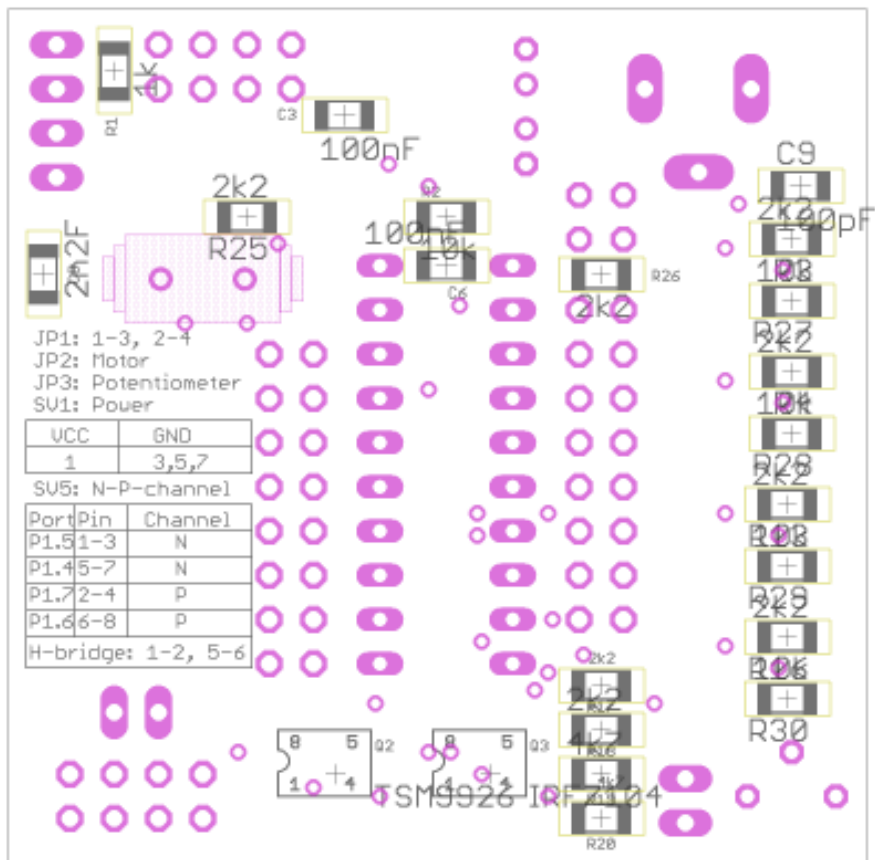 1k
R1
C3
100nF
C9
2k2
R2
2k2
100pF
R25
100nF
10k
2n2F
C6
R26
2k2
JP1: 1-3, 2-4
JP2: Motor
JP3: Potentiometer
SV1: Power
VCC GND
1 3,5,7
SV5: N-P-channel
Port Pin Channel
P1.5 1-3 N
P1.4 5-7 N
P1.7 2-4 P
P1.6 6-8 P
H-bridge: 1-2, 5-6
R27
2k2
R28
2k2
R29
2k2
R30
2k2
2k2
4k7
8 5
Q2
1 4
8 5
Q3
1 4
TSM9926 IRF7104
R20